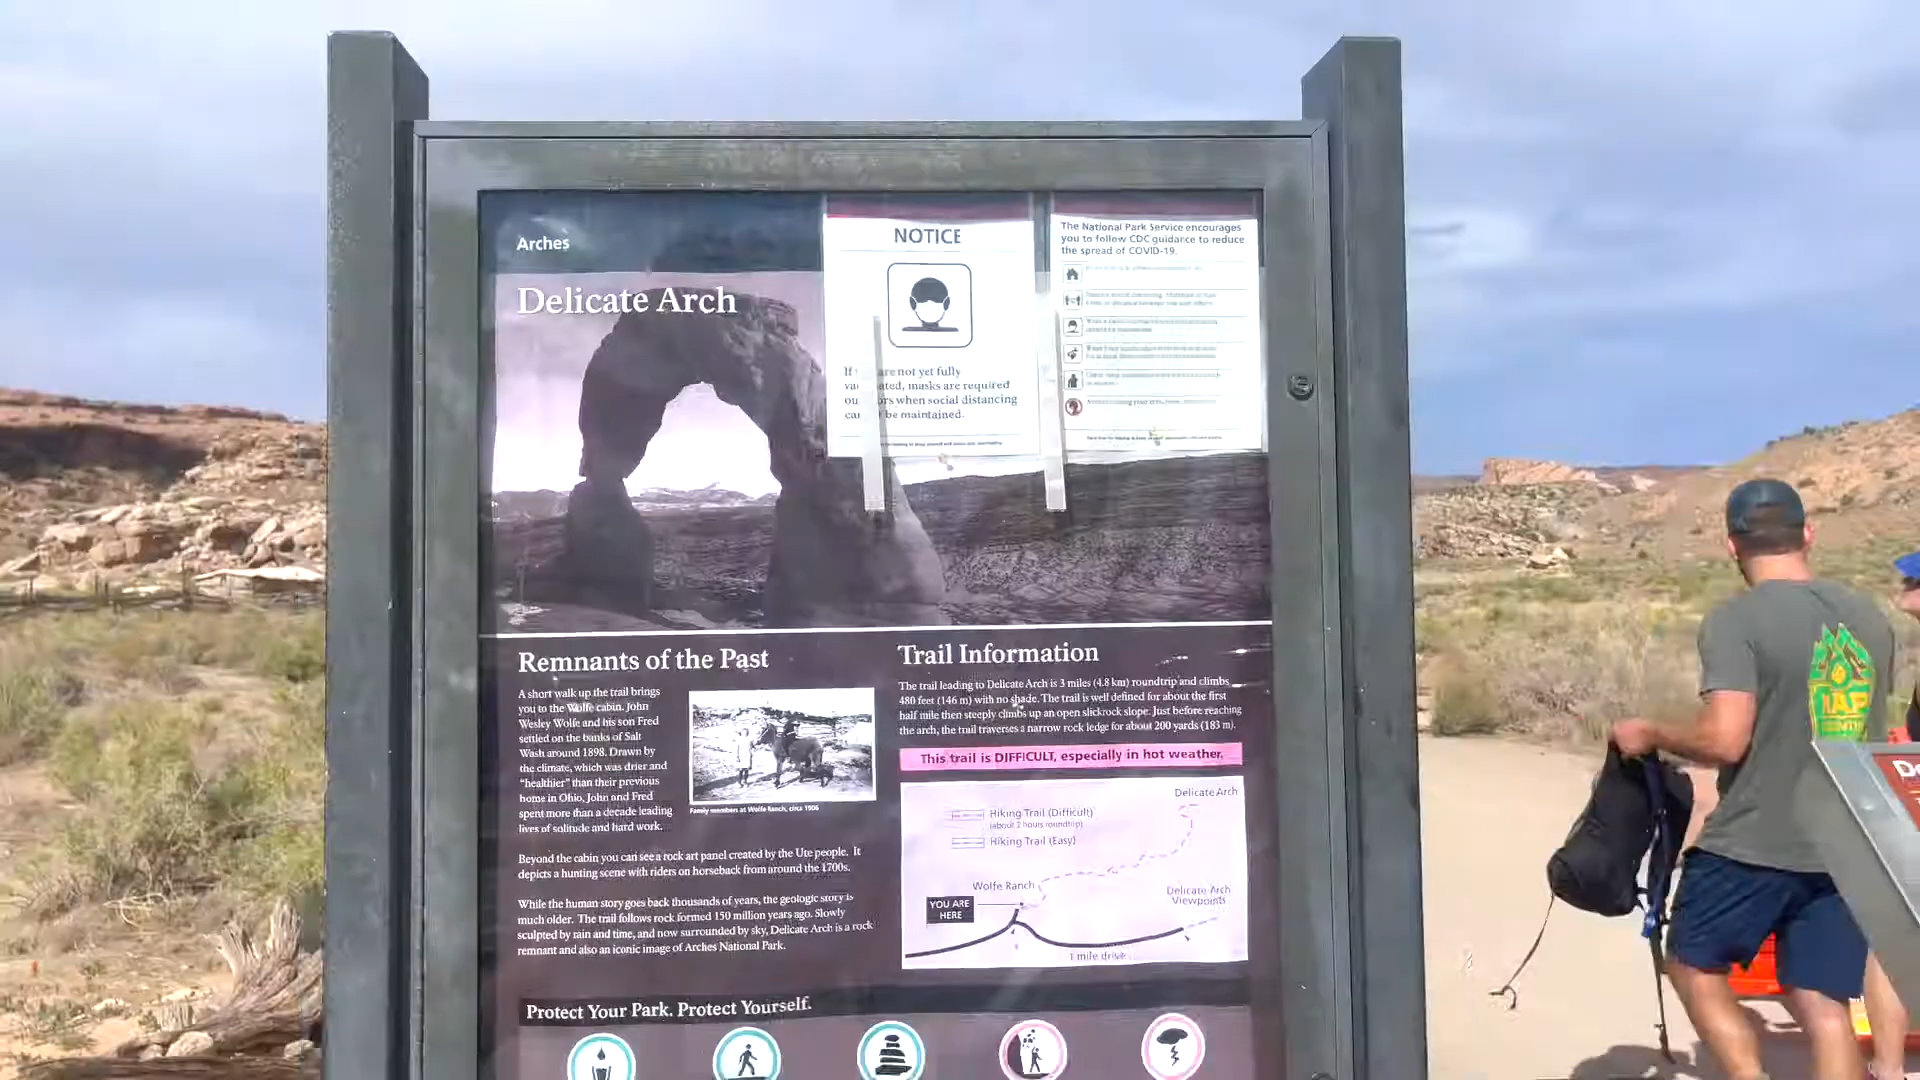 Arches
Delicate Arch
NOTICE
If are not yet fully
masks are required
when social distancing
be maintained.
The National Park Service encourages
you to follow CDC guidance to reduce
the spread of COVID-19.
Remnants of the Past
A short walk up the trail brings
you to the Wolfe cabin. John
Wesley Wolfe and his son Fred
settled on the banks of Salt
Wash around 1898. Drawn by
the climate, which was drier and
“healthier” than their previous
home in Ohio, John and Fred
spent more than a decade leading
lives of solitude and hard work.
Family members at Wolfe Ranch, circa 1906
Beyond the cabin you can see a rock art panel created by the Ute people. It
depicts a hunting scene with riders on horseback from around the 1700s.
While the human story goes back thousands of years, the geologic story is
much older. The trail follows rock formed 150 million years ago. Slowly
sculpted by rain and time, and now surrounded by sky, Delicate Arch is a rock
remnant and also an iconic image of Arches National Park.
Trail Information
The trail leading to Delicate Arch is 3 miles (4.8 km) roundtrip and climbs
480 feet (146 m) with no shade. The trail is well defined for about the first
half mile then steeply climbs up an open slickrock slope. Just before reaching
the arch, the trail traverses a narrow rock ledge for about 200 yards (183 m).
This trail is DIFFICULT, especially in hot weather.
Delicate Arch
Hiking Trail (Difficult)
(about 2 hours roundtrip)
Hiking Trail (Easy)
Wolfe Ranch
YOU ARE
HERE
Delicate Arch
Viewpoints
1 mile drive
Protect Your Park. Protect Yourself.